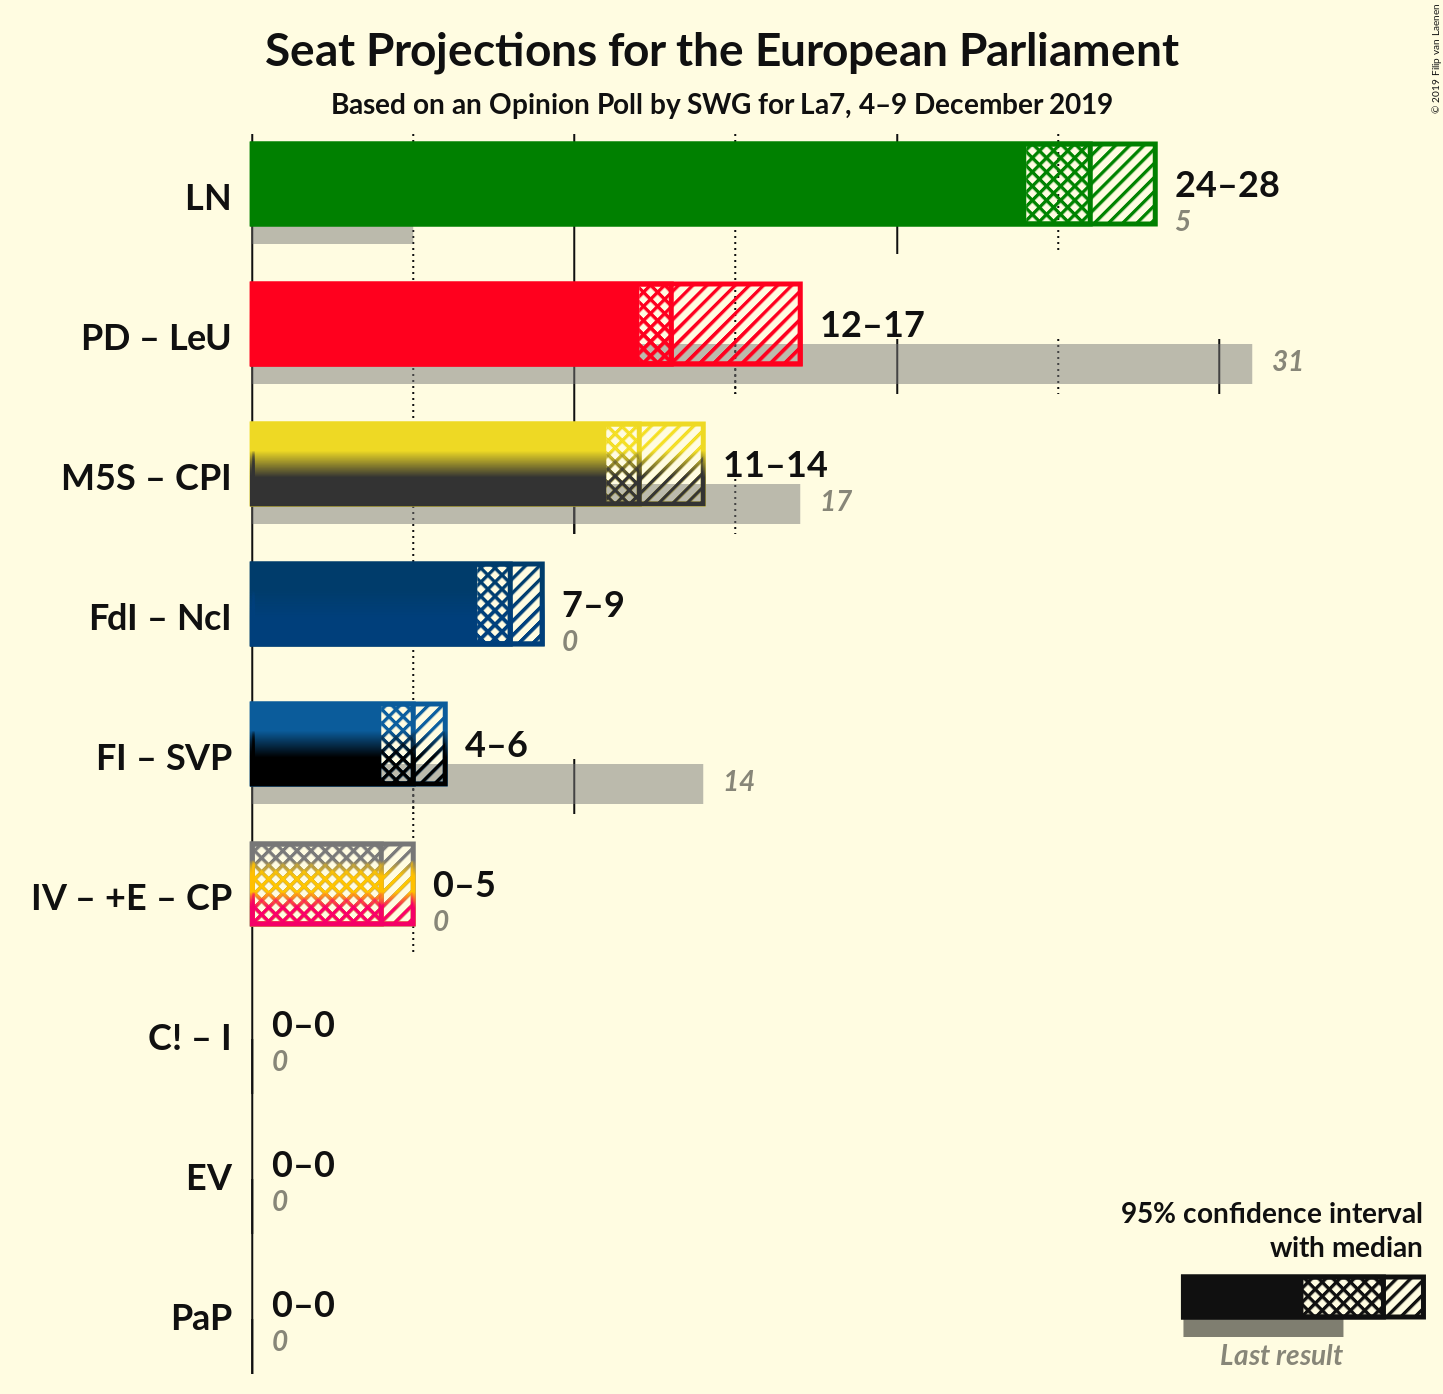 Seat Projections for the European Parliament
Based on an Opinion Poll by SWG for La7, 4–9 December 2019
© 2019 Filip van Laenen
LN
24–28
5
PD – LeU
12–17
31
M5S – CPI
11–14
17
FdI – NcI
7–9
0
FI – SVP
4–6
14
IV – +E – CP
0–5
0
C! – I
0–0
0
EV
0–0
0
PaP
0–0
0
95% confidence interval
with median
Last result